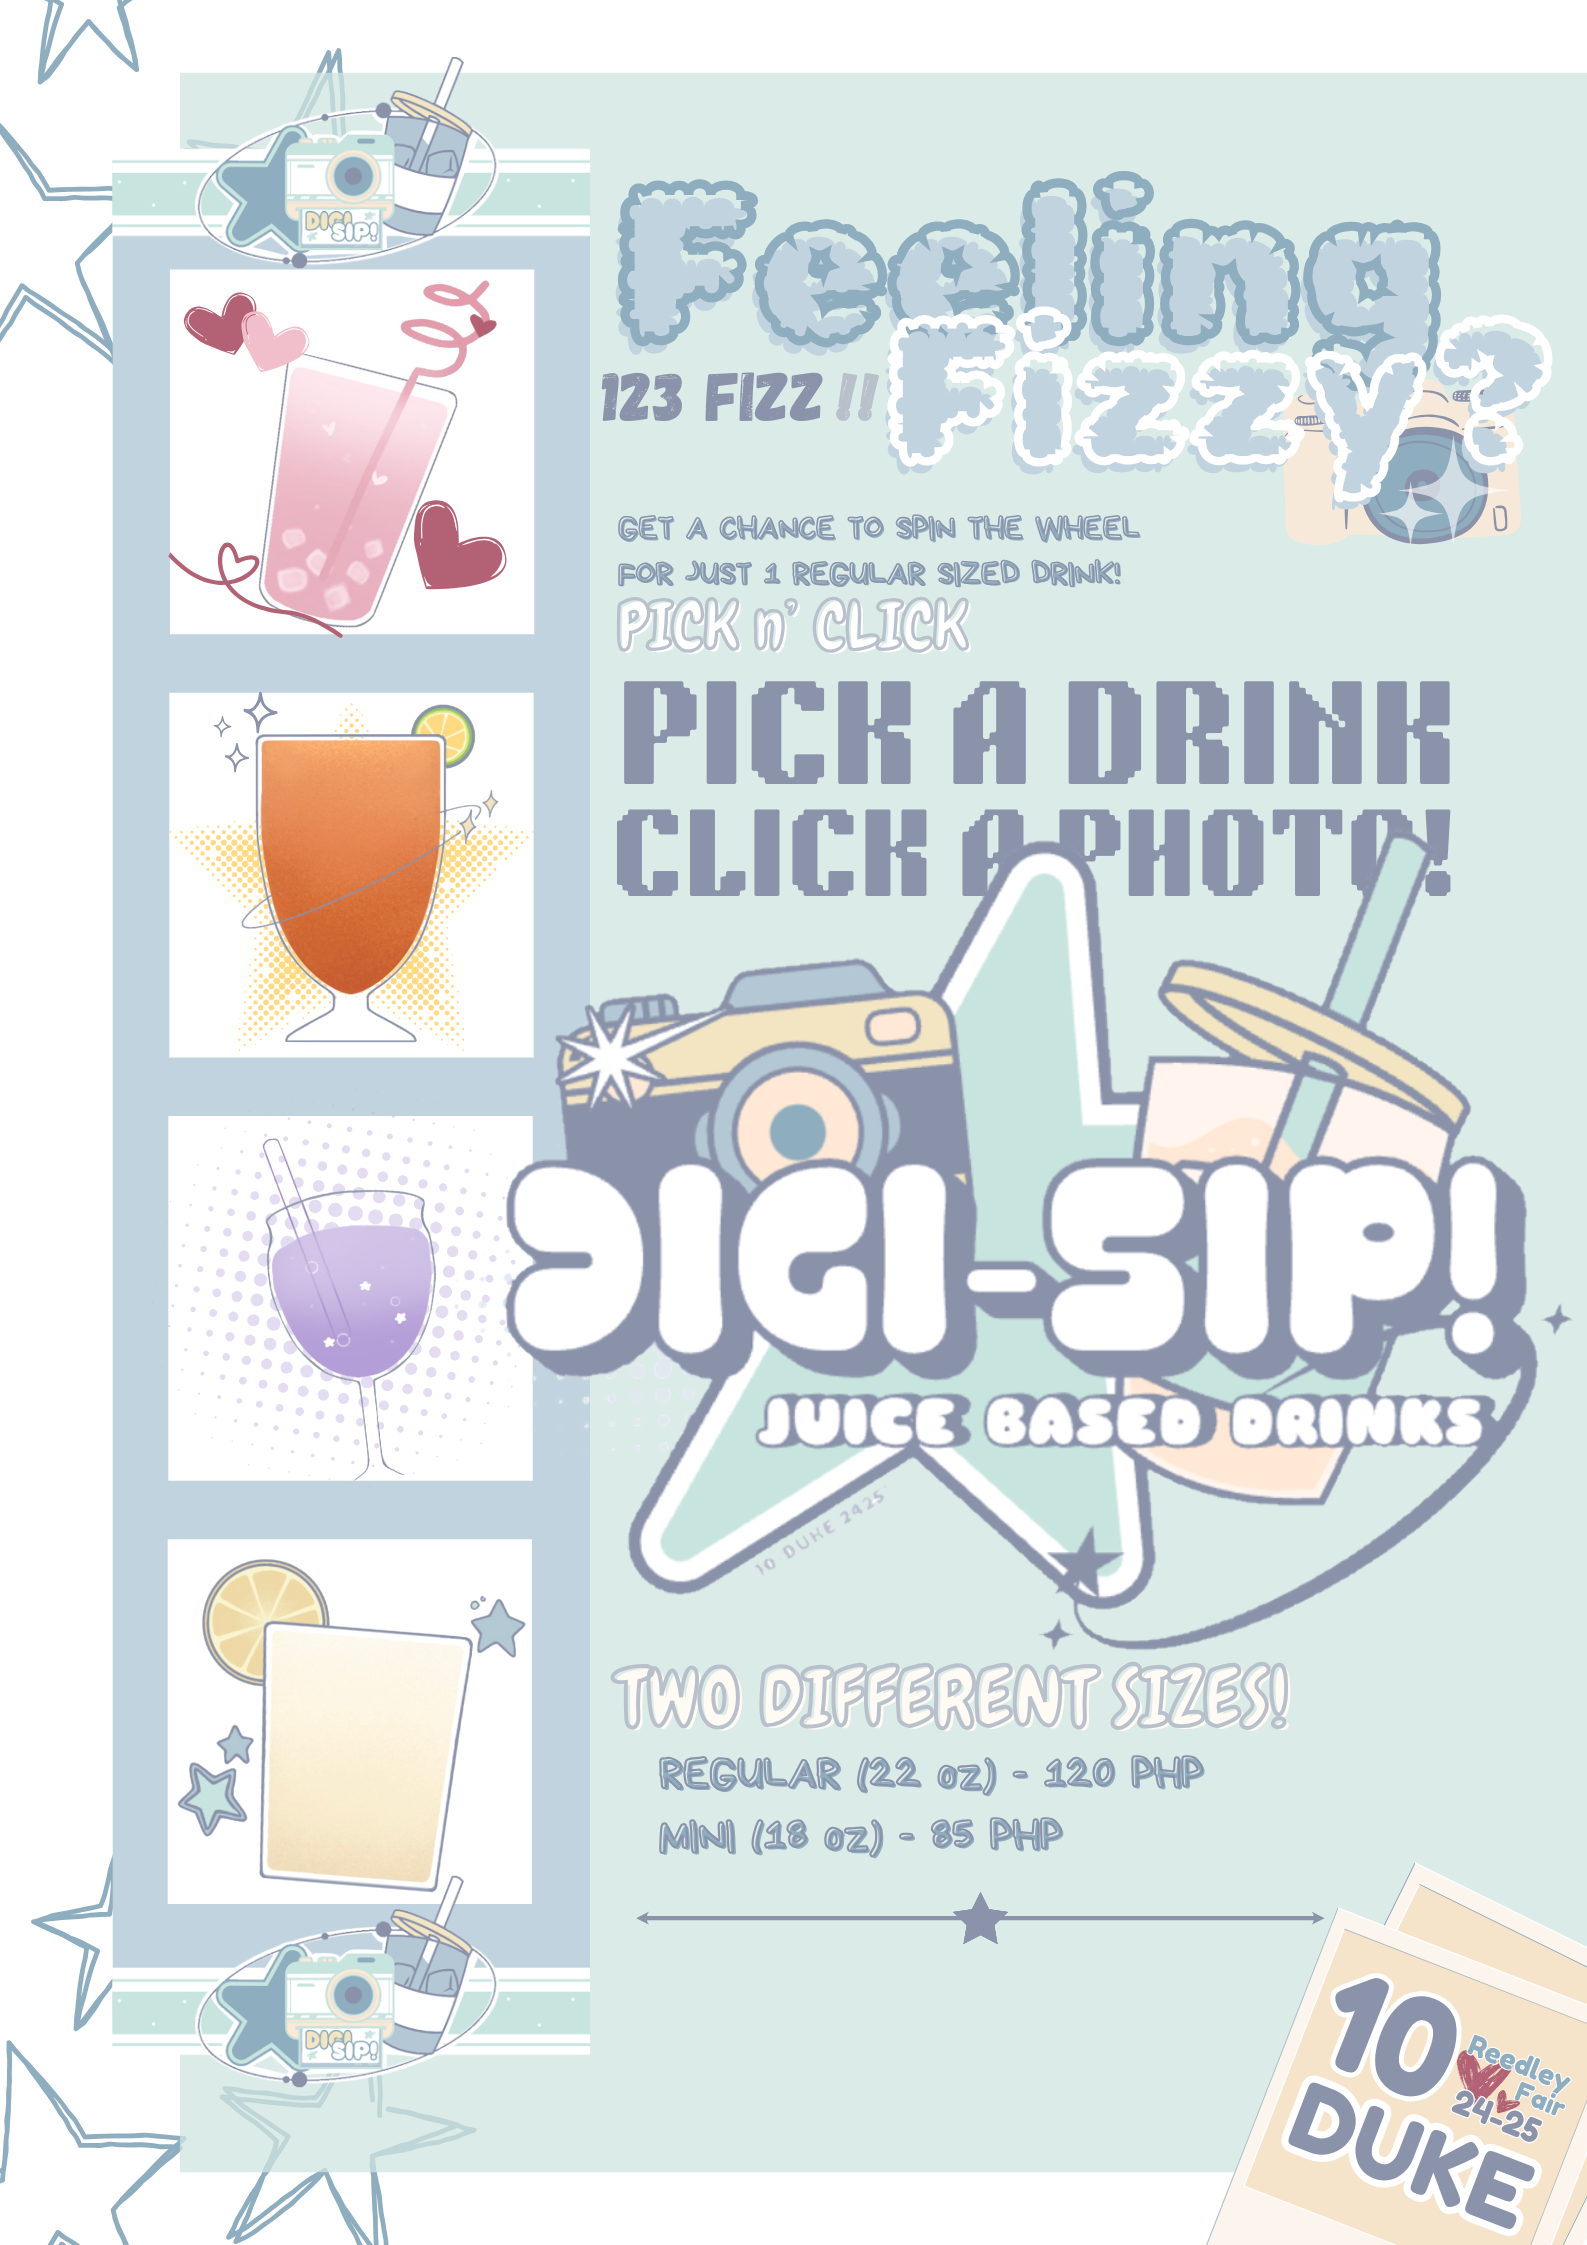 DIGI
SIP!
Feeling
Fizzy?
123 FIZZ !!
GET A CHANCE TO SPIN THE WHEEL
FOR JUST 1 REGULAR SIZED DRINK!
PICK n' CLICK
PICK A DRINK
CLICK A PHOTO!
DIGI-SIP!
JUICE BASED DRINKS
10 DUKE 2425
TWO DIFFERENT SIZES!
REGULAR (22 oz) - 120 PHP
MINI (18 oz) - 85 PHP
DIGI
SIP!
10
DUKE
Reedley
Fair
24-25